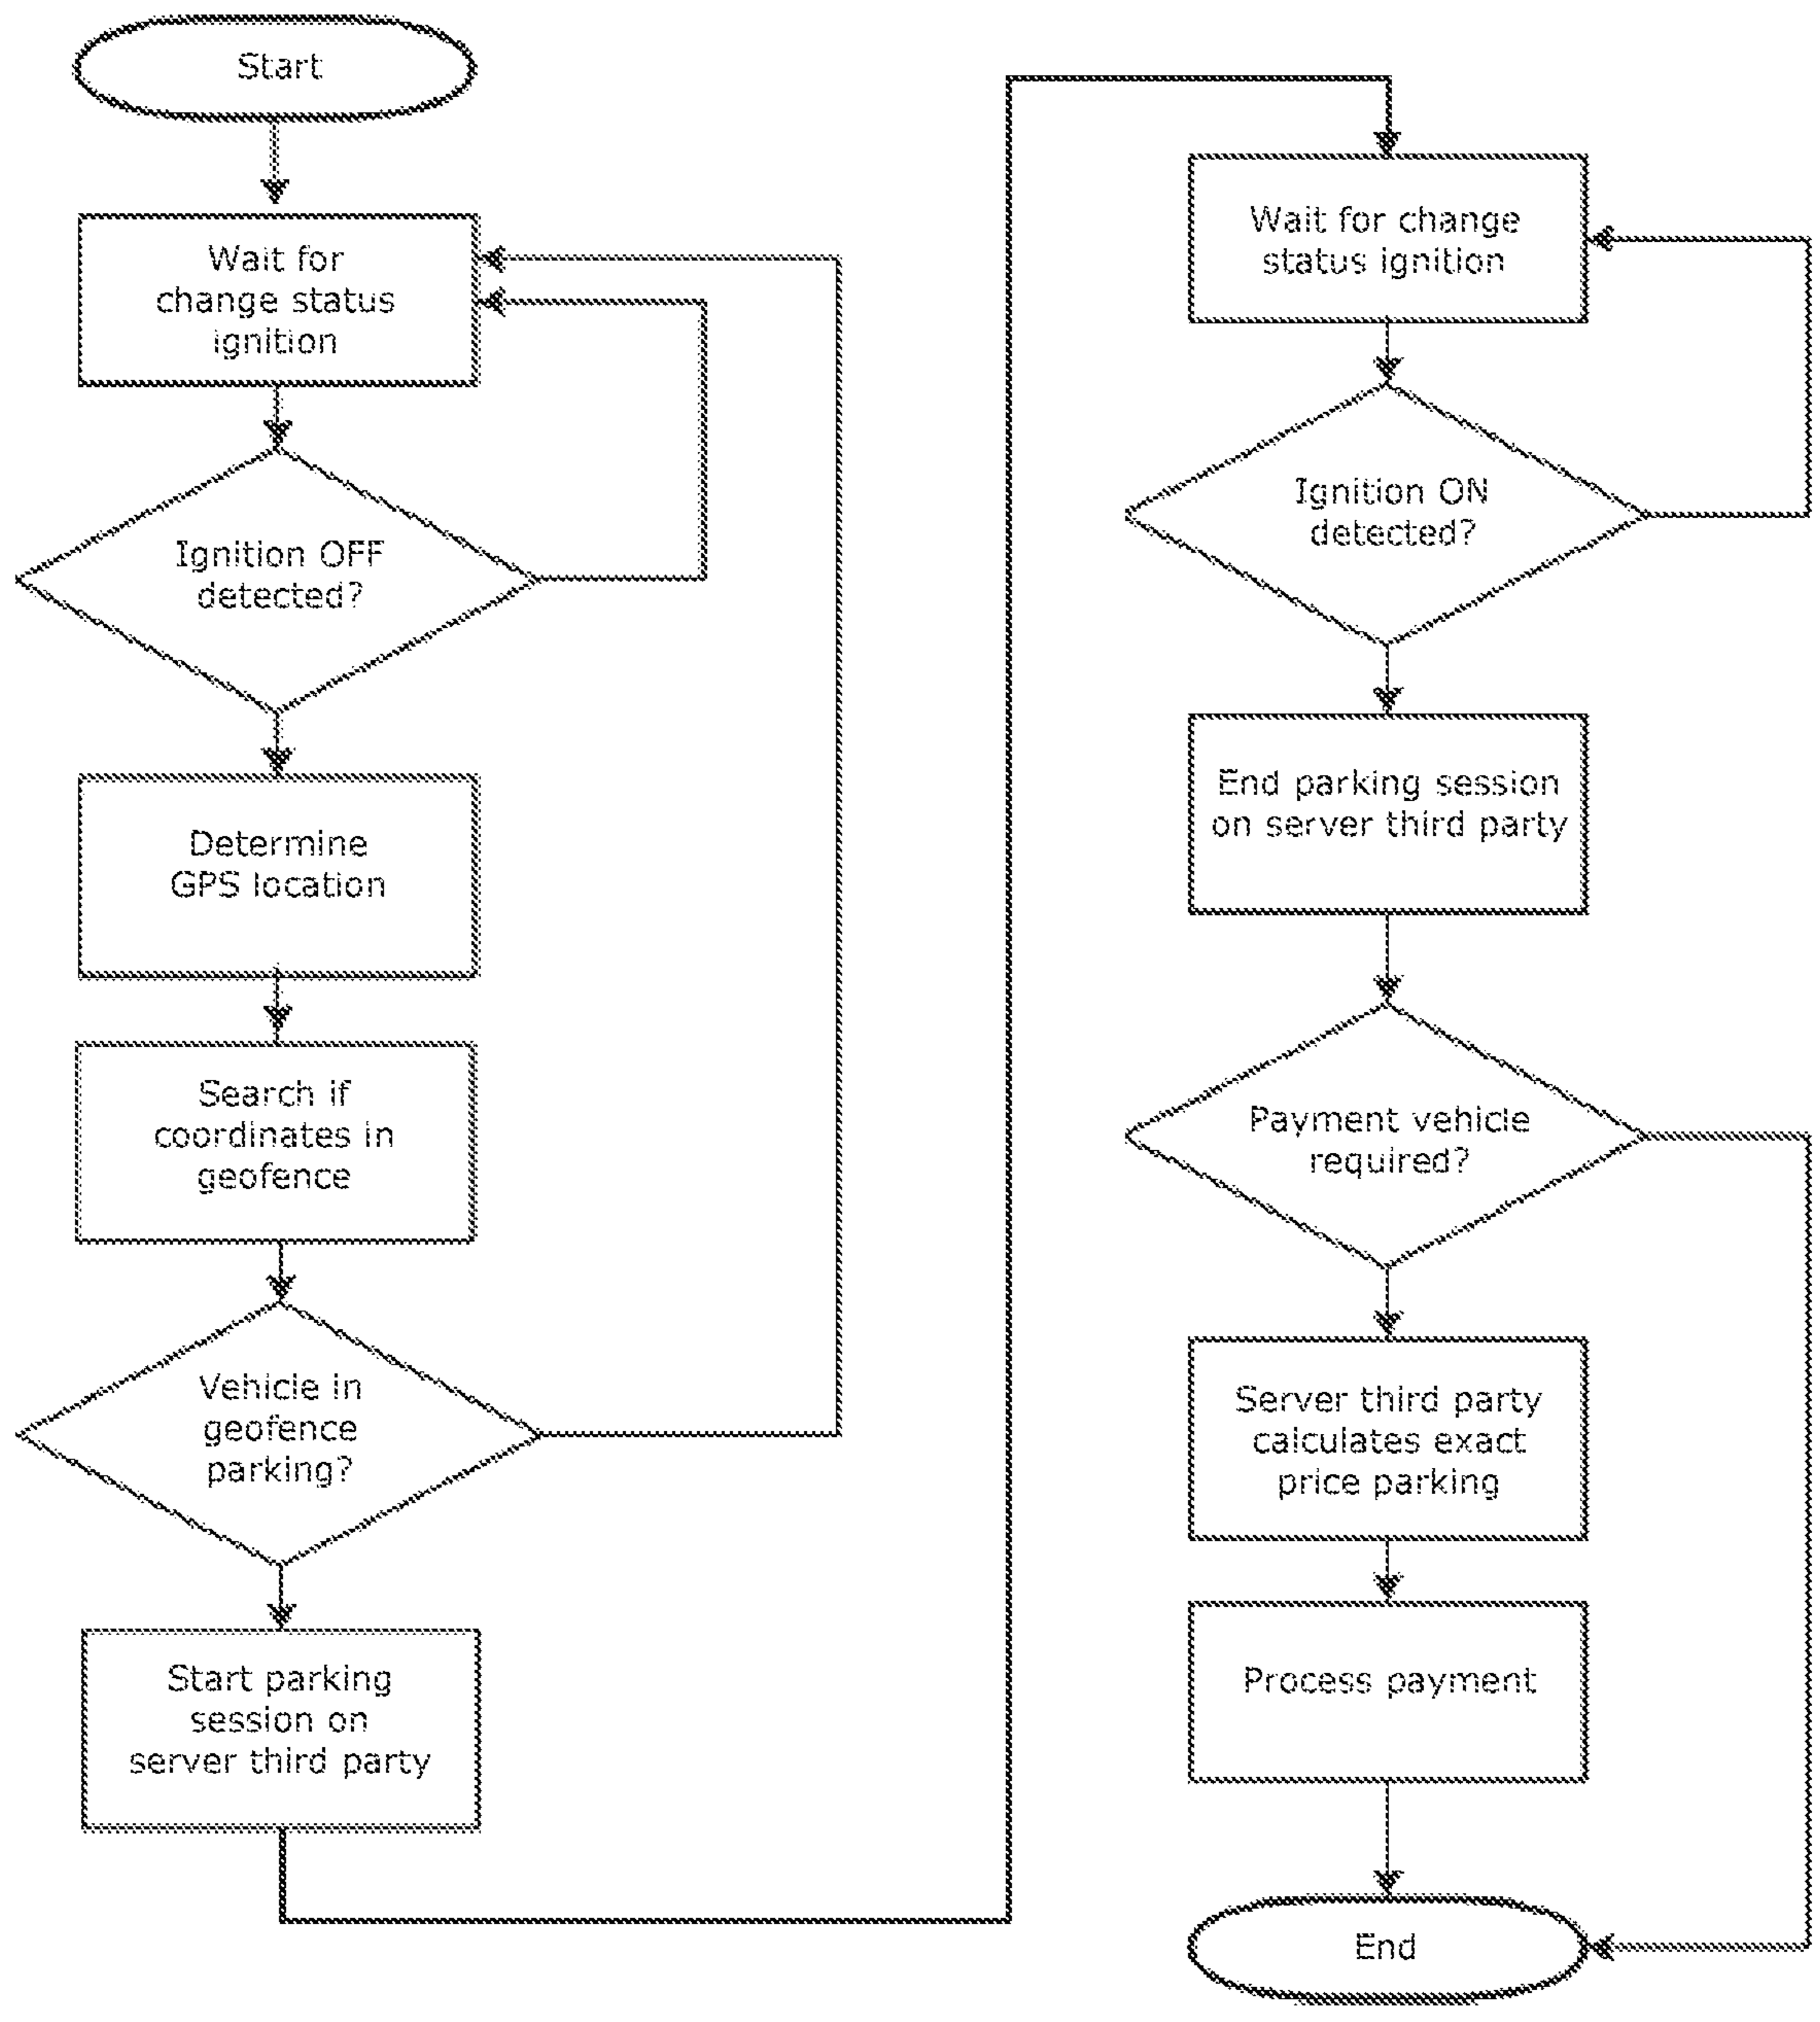 Start
Wait for
change status
ignition
Ignition OFF
detected?
Determine
GPS location
Search if
coordinates in
geofence
Vehicle in
geofence
parking?
Start parking
session on
server third party
Wait for change
status ignition
Ignition ON
detected?
End parking session
on server third party
Payment vehicle
required?
Server third party
calculates exact
price parking
Process payment
End